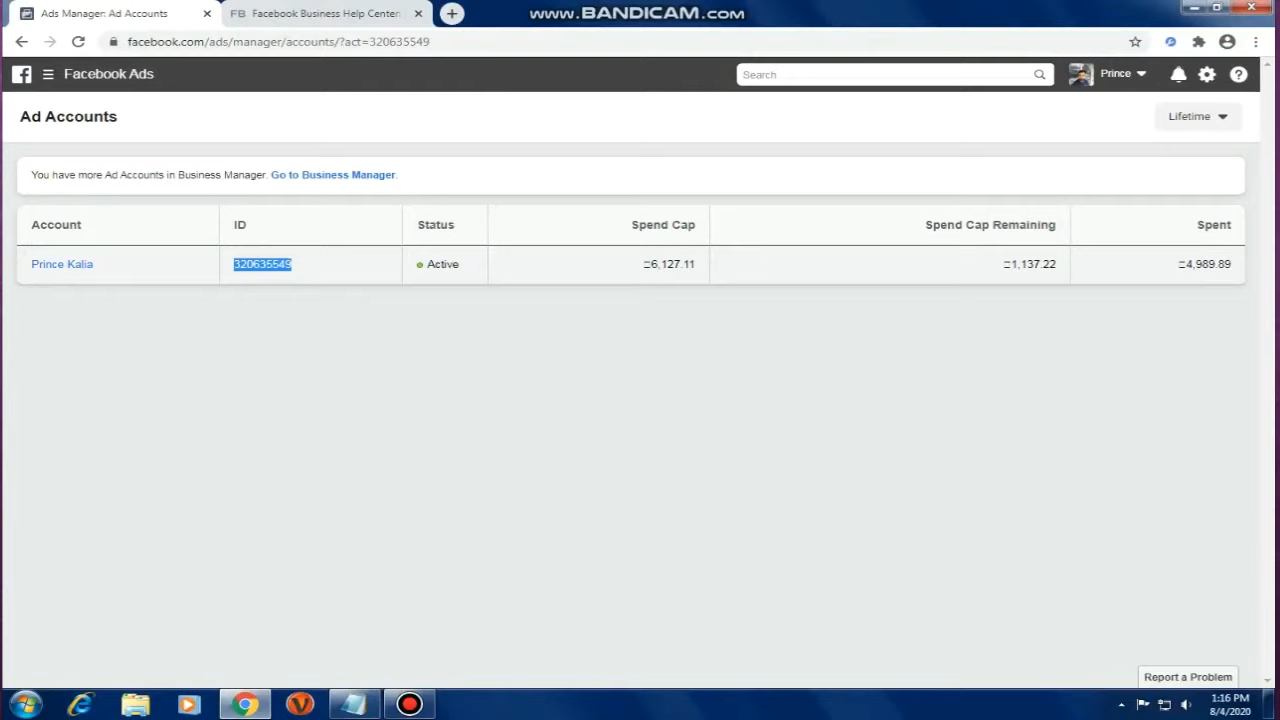 Ads Manager: Ad Accounts
FB Facebook Business Help Center:
www.BANDICAM.com
facebook.com/ads/manager/accounts/?act=320635549
Facebook Ads
Search
Prince
Ad Accounts
Lifetime
You have more Ad Accounts in Business Manager. Go to Business Manager.
Account ID Status Spend Cap Spend Cap Remaining Spent
Prince Kalia 320635549 Active 6,127.11 1,137.22 4,989.89
Report a Problem
1:16 PM
8/4/2020